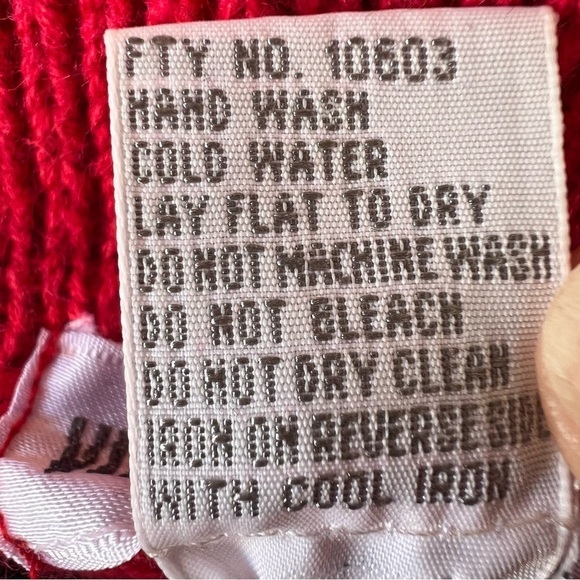 FTY NO. 10603
HAND WASH
COLD WATER
LAY FLAT TO DRY
DO NOT MACHINE WASH
DO NOT BLEACH
DO NOT DRY CLEAN
IRON ON REVERSE SIDE
WITH COOL IRON